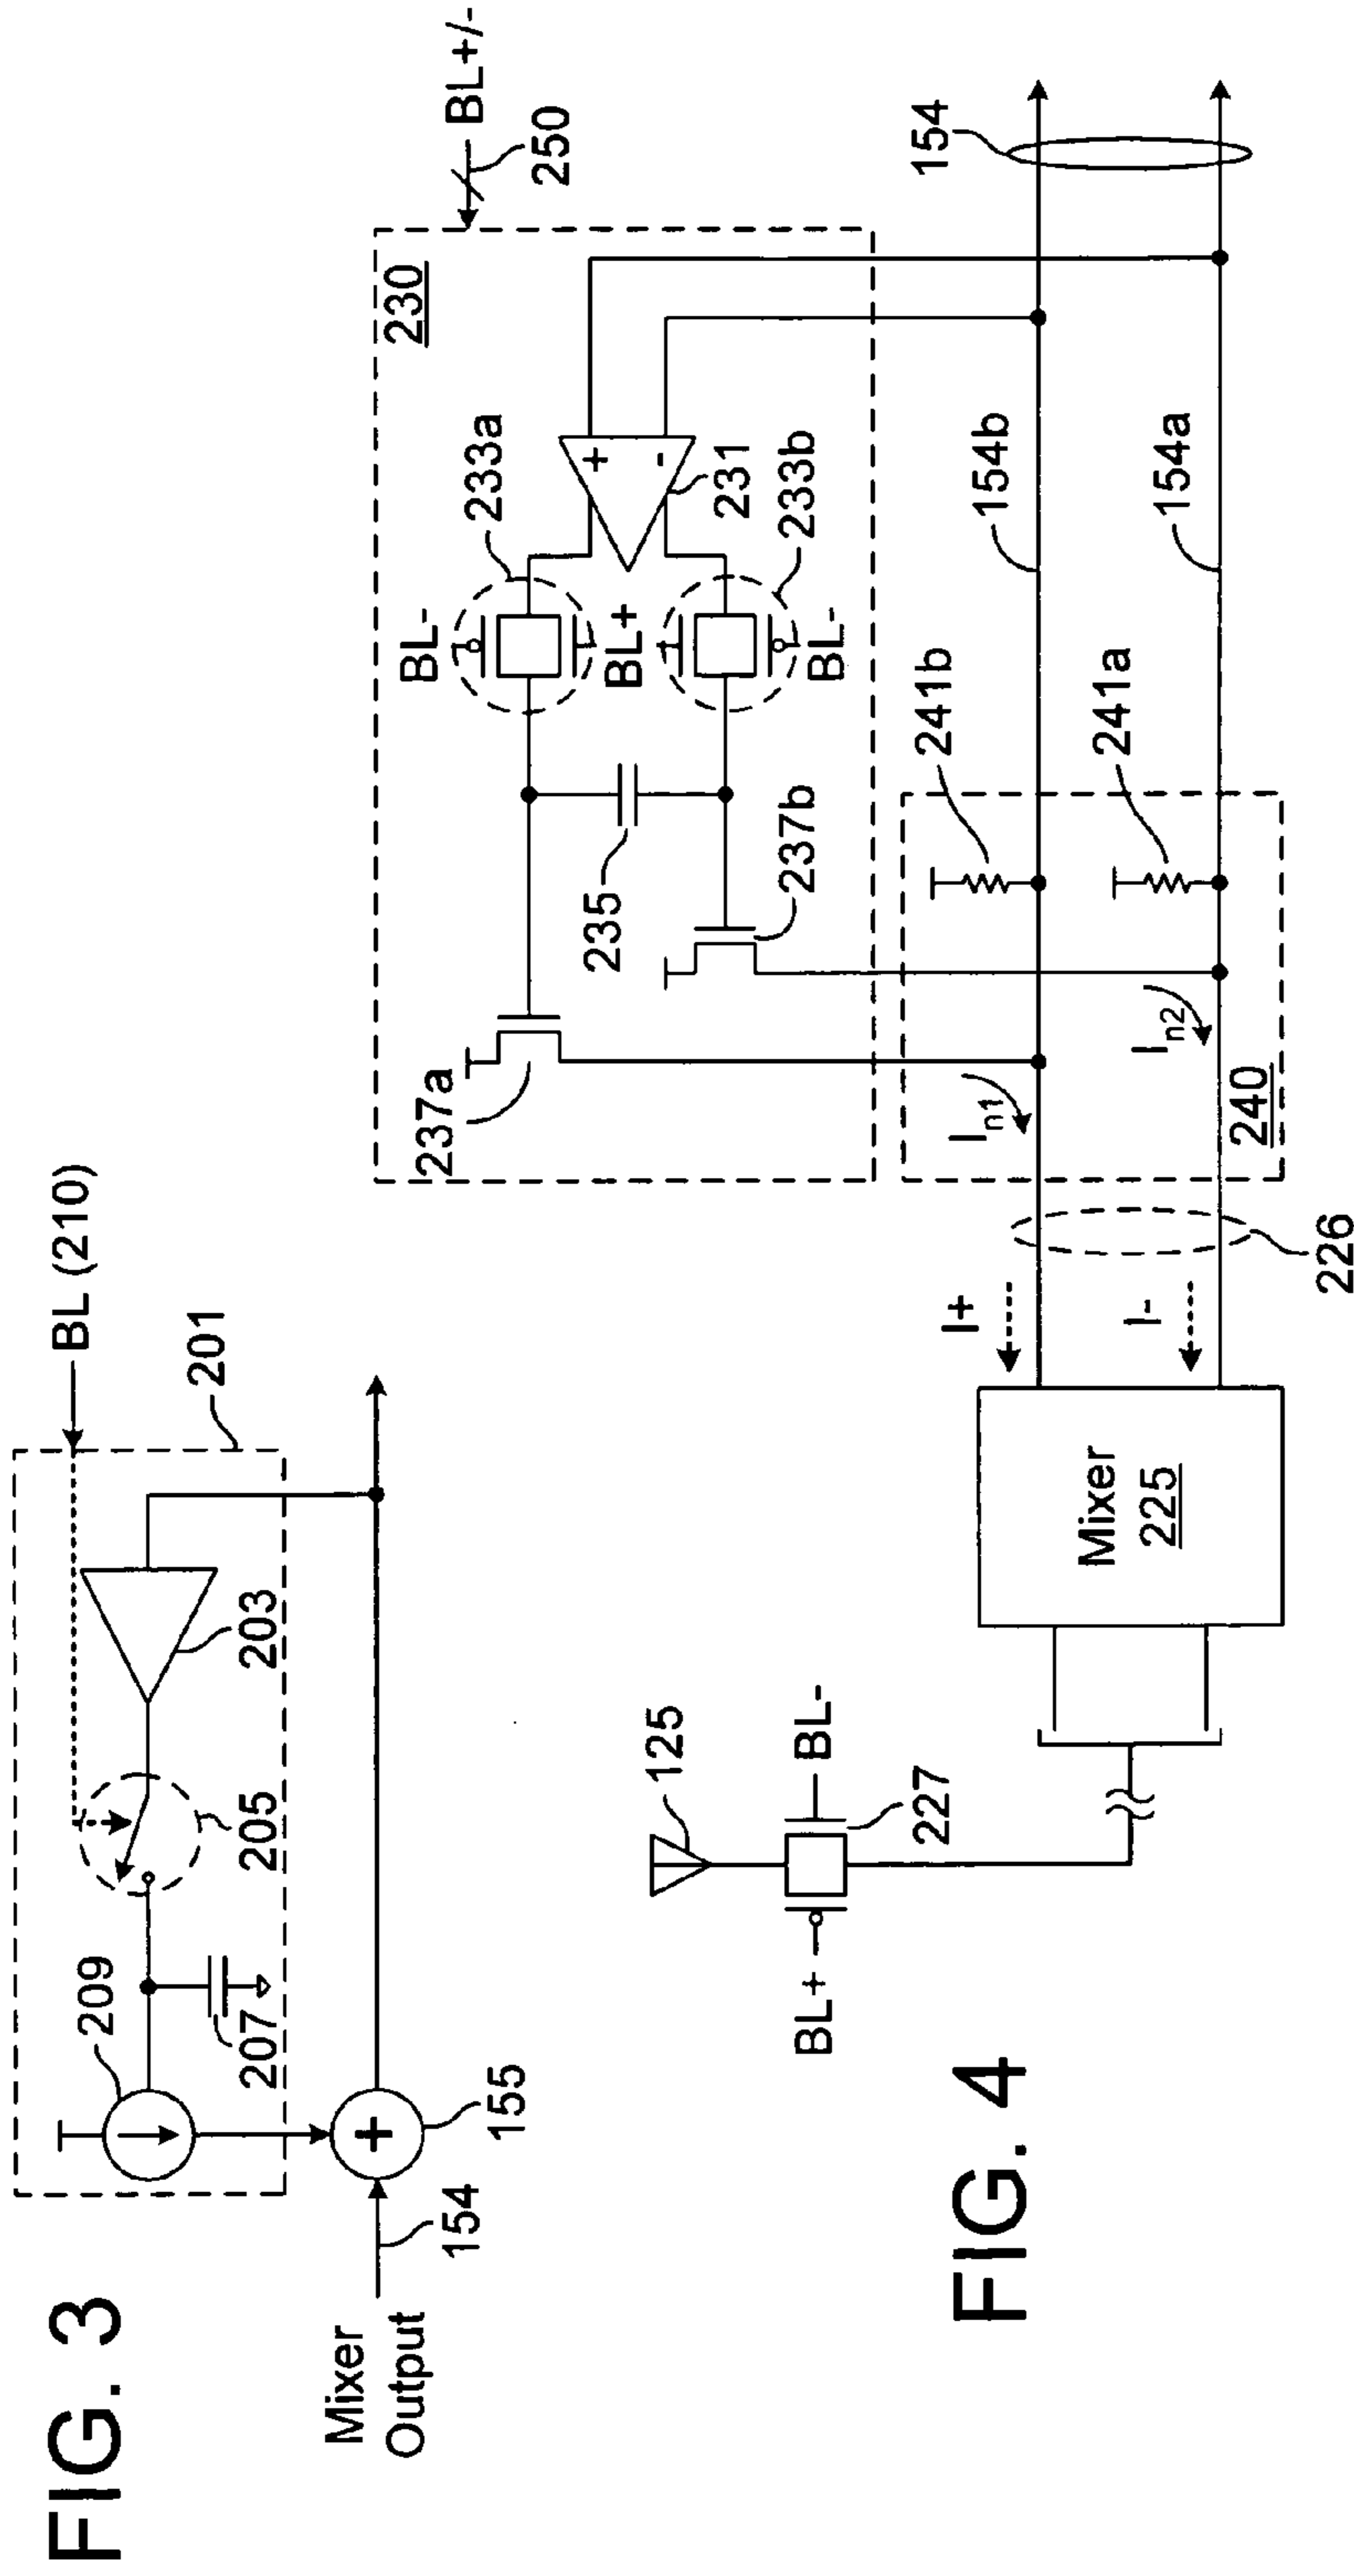 FIG. 3
BL (210)
201
203
205
209
207
155
154
Mixer
Output
FIG. 4
BL+/-
250
230
233a
BL-
BL+
233b
BL-
231
235
237a
237b
154
154b
154a
241b
241a
In1
In2
240
226
I+
I-
Mixer
225
125
BL+
BL-
227